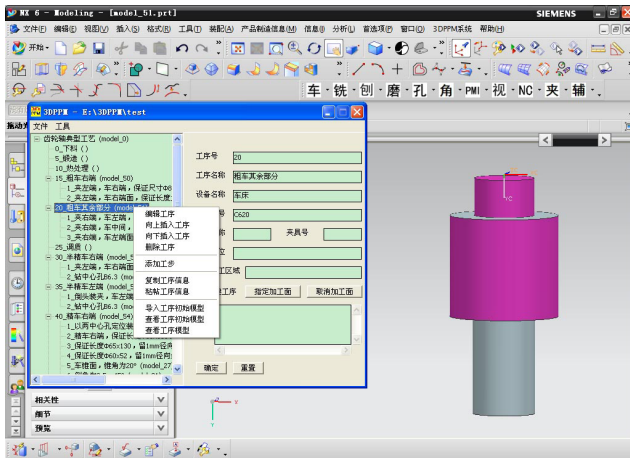 NX 6 - Modeling - [model_51.prt]
SIEMENS
文件(F) 编辑(E) 视图(V) 插入(S) 格式(R) 工具(T) 装配(A) 产品制造信息(M) 信息(I) 分析(L) 首选项(P) 窗口(O) 3DPPM系统 帮助(H)
开始
车 铣 刨 磨 孔 角 PMI 视 NC 夹 辅
3DPPM - E:\3DPPM\test
文件 工具
齿轮轴典型工艺 (model_0)
0_下料 ()
5_锻造 ()
10_热处理 ()
15_粗车右端 (model_50)
1_夹左端，车右端，保证尺寸Φ8
2_夹左端，车右端面，保证长度
20_粗车其余部分
1_夹右端，车左端，
2_夹右端，车中间，
3_夹右端，车左端面
25_调质 ()
30_半精车右端
1_夹左端，车右端面
2_钻中心孔B6.3
35_半精车左端
1_倒头装夹，车左端
2_钻中心孔B6.3
40_精车右端 (model_54)
1_以两中心孔定位装
2_精车右端，保证长
3_保证长度Φ65x130，留1mm径向
4_保证长度Φ60x52，留1mm径向
5_车锥面，锥角为20° (model_27
编辑工序
向上插入工序
向下插入工序
删除工序
添加工步
复制工序信息
粘帖工序信息
导入工序初始模型
查看工序初始模型
查看工序模型
工序号 20
工序名称 粗车其余部分
设备名称 车床
号 C620
夹具号
区域
工序 指定加工面 取消加工面
确定 重置
相关性
细节
预览
YC
Y
Y